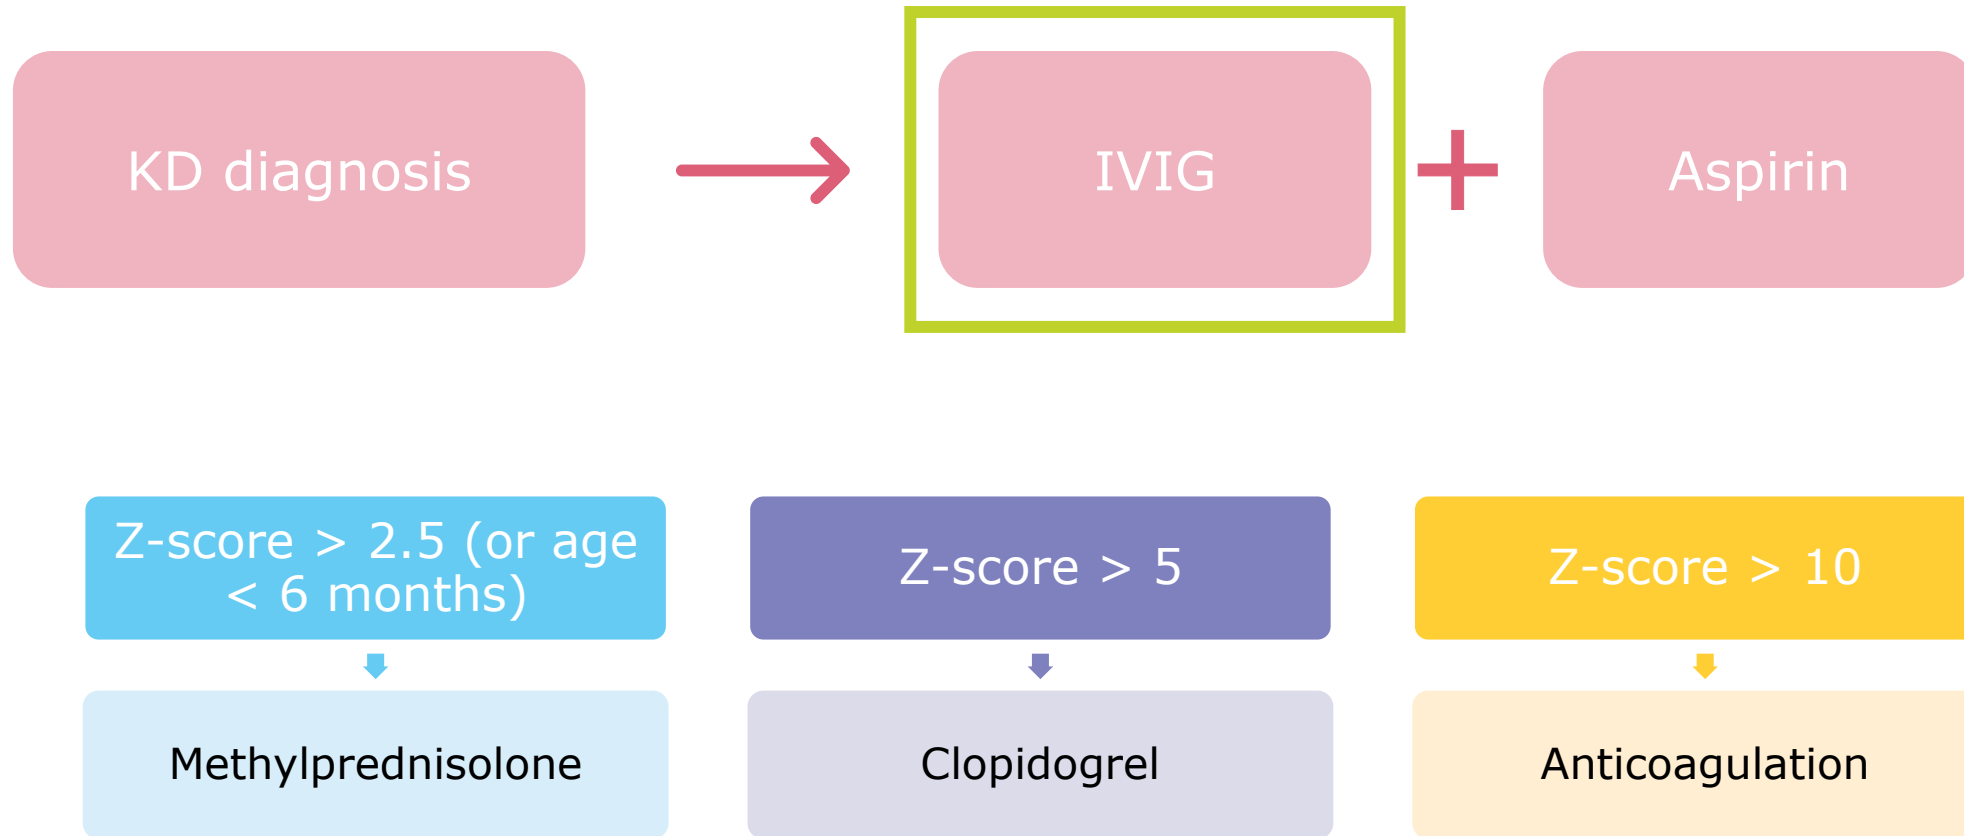 KD diagnosis
IVIG
Aspirin
Z-score > 2.5 (or age
< 6 months)
Z-score > 5
Z-score > 10
Methylprednisolone
Clopidogrel
Anticoagulation